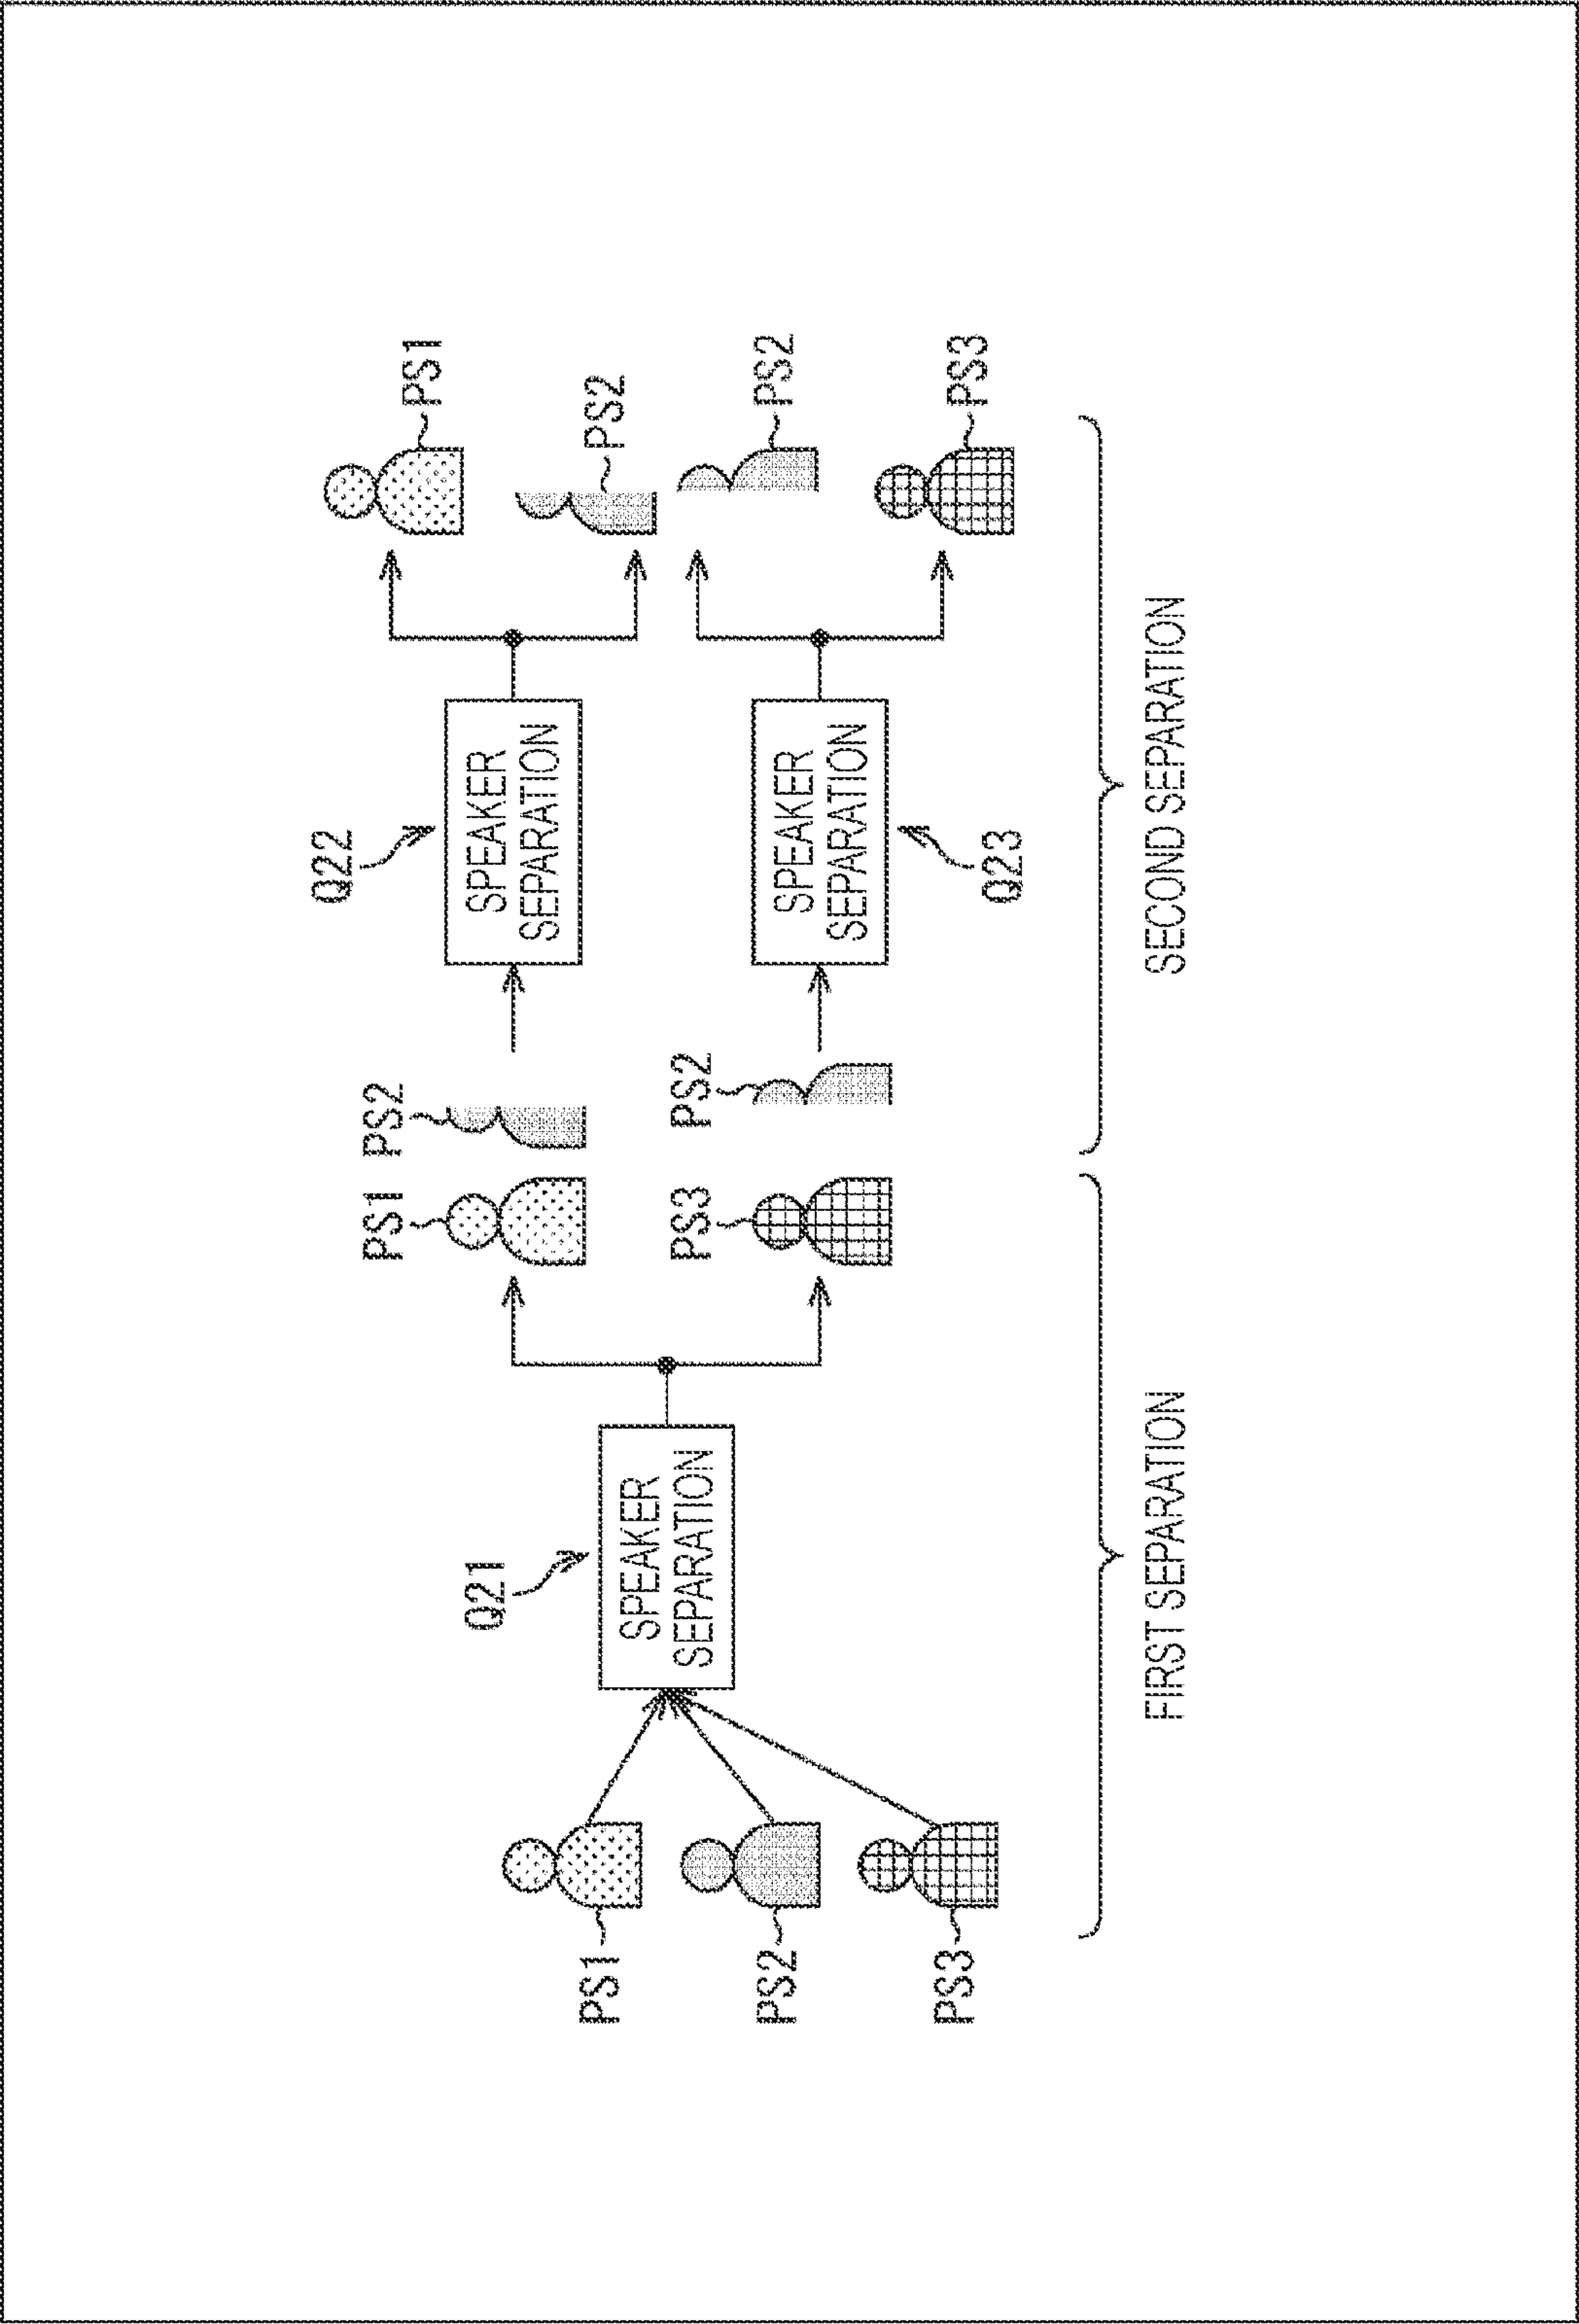 PS1
PS2
PS3
Q21
SPEAKER
SEPARATION
PS1
PS2
PS3
PS2
Q22
SPEAKER
SEPARATION
SPEAKER
SEPARATION
Q23
PS1
PS2
PS2
PS3
FIRST SEPARATION
SECOND SEPARATION